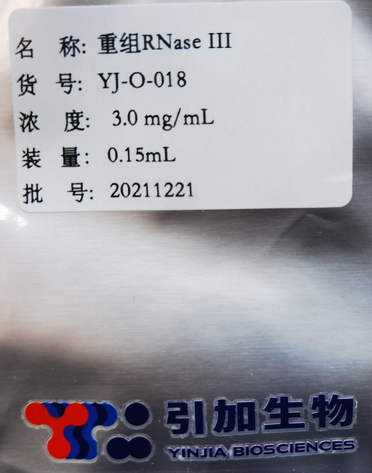 名 称: 重组RNase III
货 号: YJ-O-018
浓 度: 3.0 mg/mL
装 量: 0.15mL
批 号: 20211221
引加生物
YINJIA BIOSCIENCES